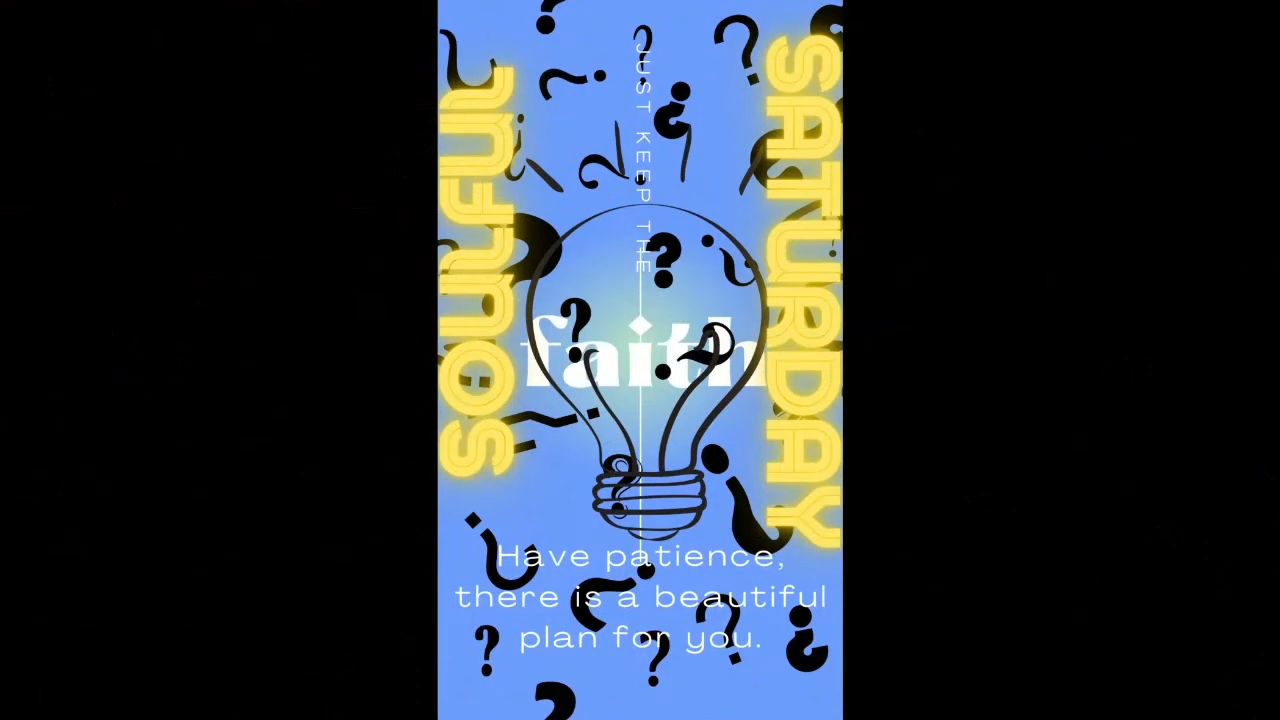 SOULFUL
SATURDAY
JUST KEEP THE
faith
Have patience,
there is a beautiful
plan for you.